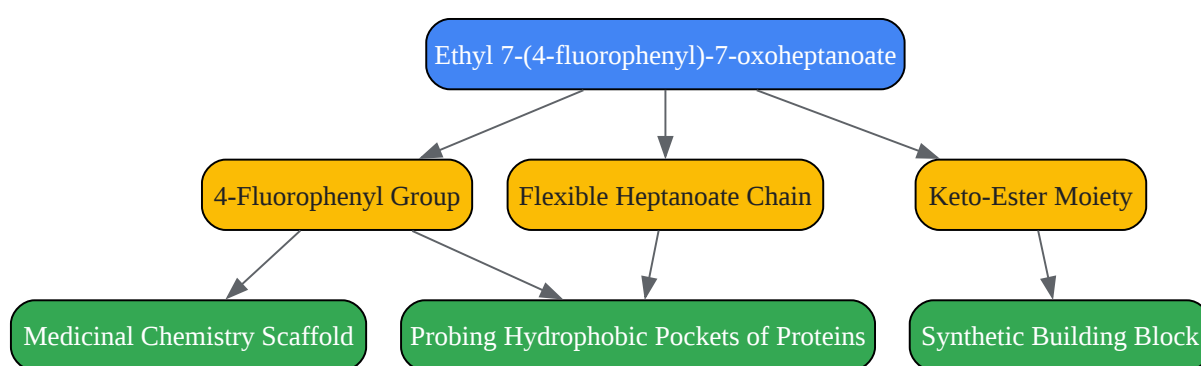 Ethyl 7-(4-fluorophenyl)-7-oxoheptanoate
4-Fluorophenyl Group
Flexible Heptanoate Chain
Keto-Ester Moiety
Medicinal Chemistry Scaffold
Probing Hydrophobic Pockets of Proteins
Synthetic Building Block